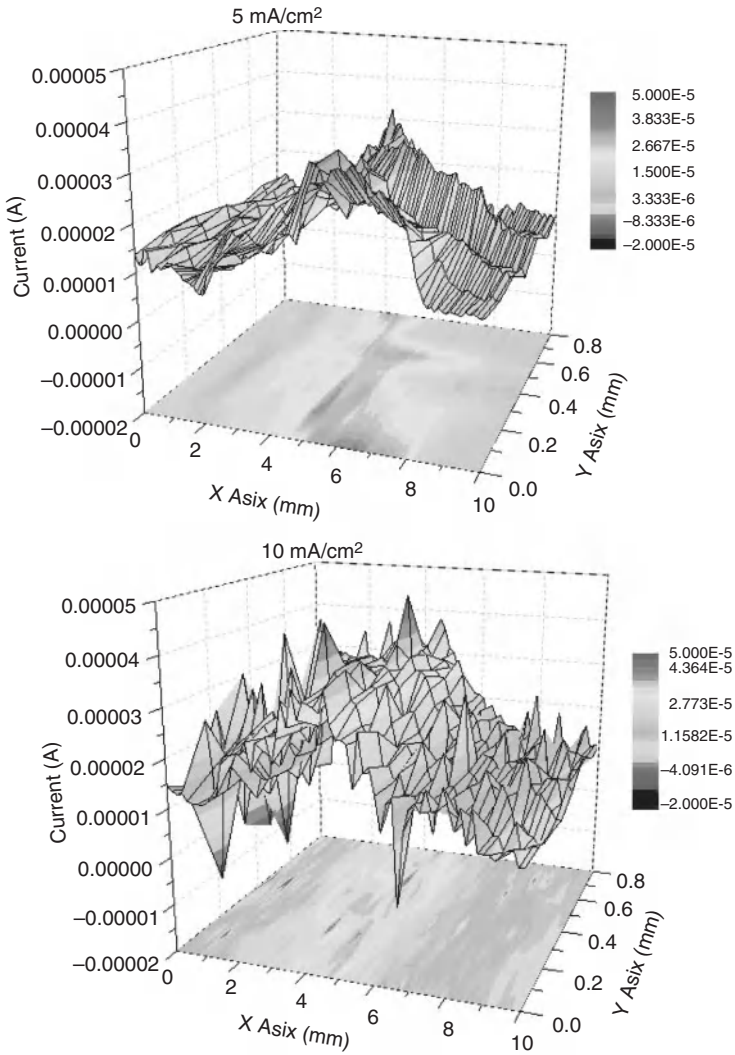 5 mA/cm2
0.00005
0.00004
0.00003
0.00002
0.00001
0.00000
−0.00001
−0.00002
Current (A)
0
2
4
6
8
10
X Asix (mm)
0.0
0.2
0.4
0.6
0.8
Y Asix (mm)
5.000E-5
3.833E-5
2.667E-5
1.500E-5
3.333E-6
−8.333E-6
−2.000E-5
10 mA/cm2
0.00005
0.00004
0.00003
0.00002
0.00001
0.00000
−0.00001
−0.00002
Current (A)
0
2
4
6
8
10
X Asix (mm)
0.0
0.2
0.4
0.6
0.8
Y Asix (mm)
5.000E-5
4.364E-5
2.773E-5
1.1582E-5
−4.091E-6
−2.000E-5